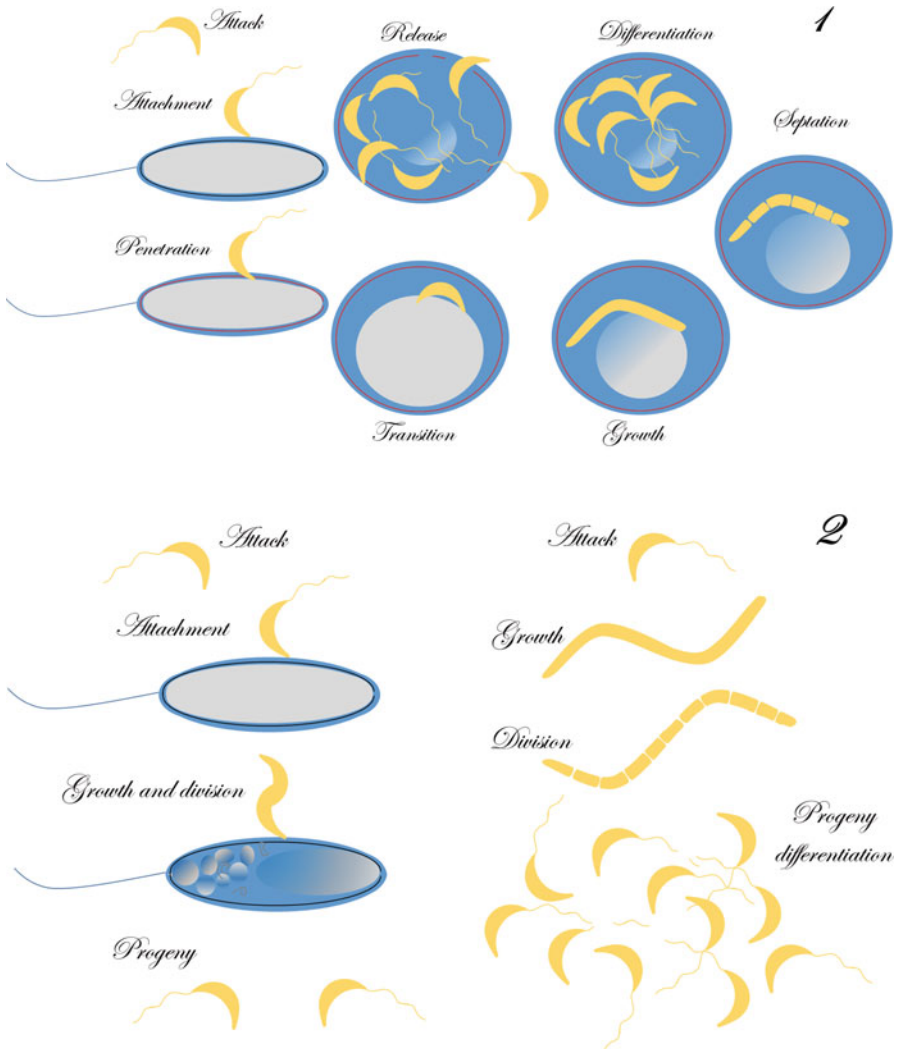 Attack
1
Release
Differentiation
Attachment
Septation
Penetration
Transition
Growth
2
Attack
Attachment
Growth and division
Progeny
Attack
Growth
Division
Progeny
differentiation